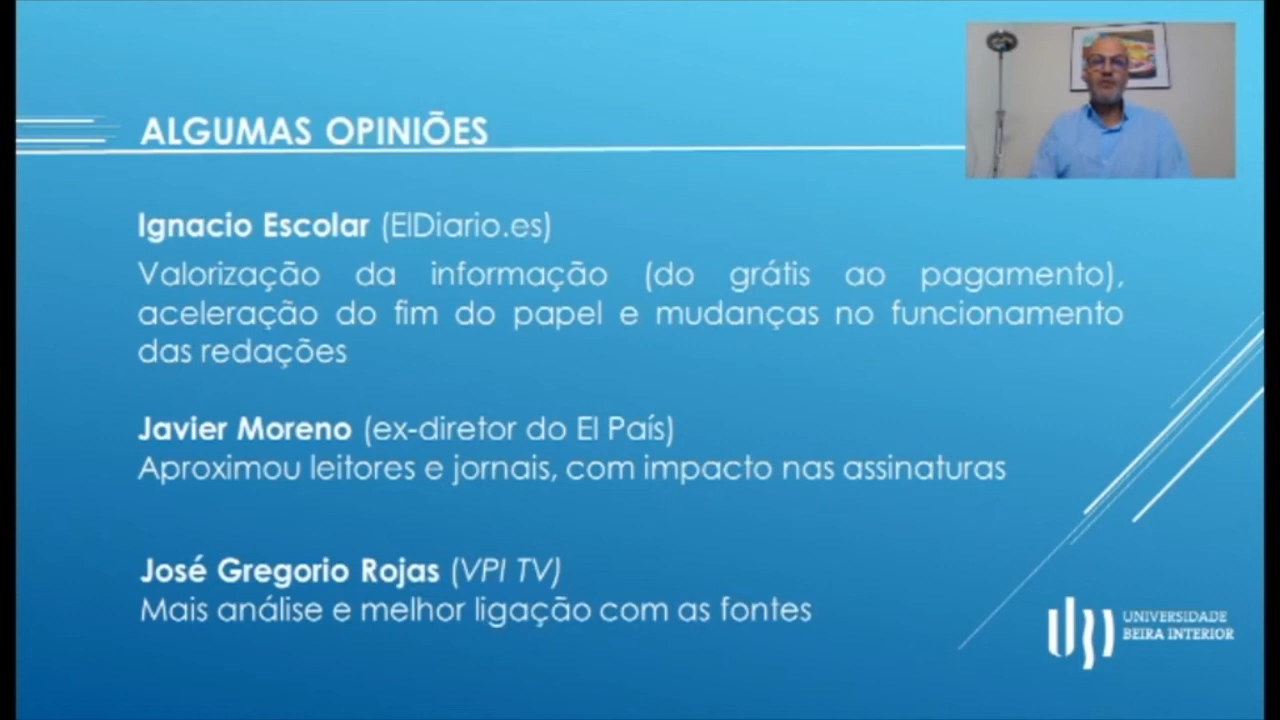 ALGUMAS OPINIÕES
Ignacio Escolar (ElDiario.es)
Valorização da informação (do grátis ao pagamento),
aceleração do fim do papel e mudanças no funcionamento
das redações
Javier Moreno (ex-diretor do El País)
Aproximou leitores e jornais, com impacto nas assinaturas
José Gregorio Rojas (VPI TV)
Mais análise e melhor ligação com as fontes
UNIVERSIDADE
BEIRA INTERIOR